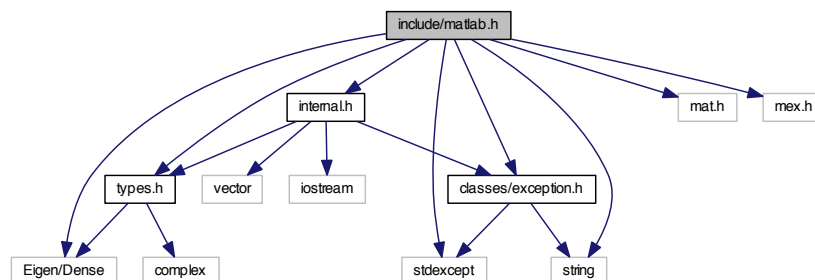 include/matlab.h
internal.h
mat.h
mex.h
types.h
vector
iostream
classes/exception.h
Eigen/Dense
complex
stdexcept
string